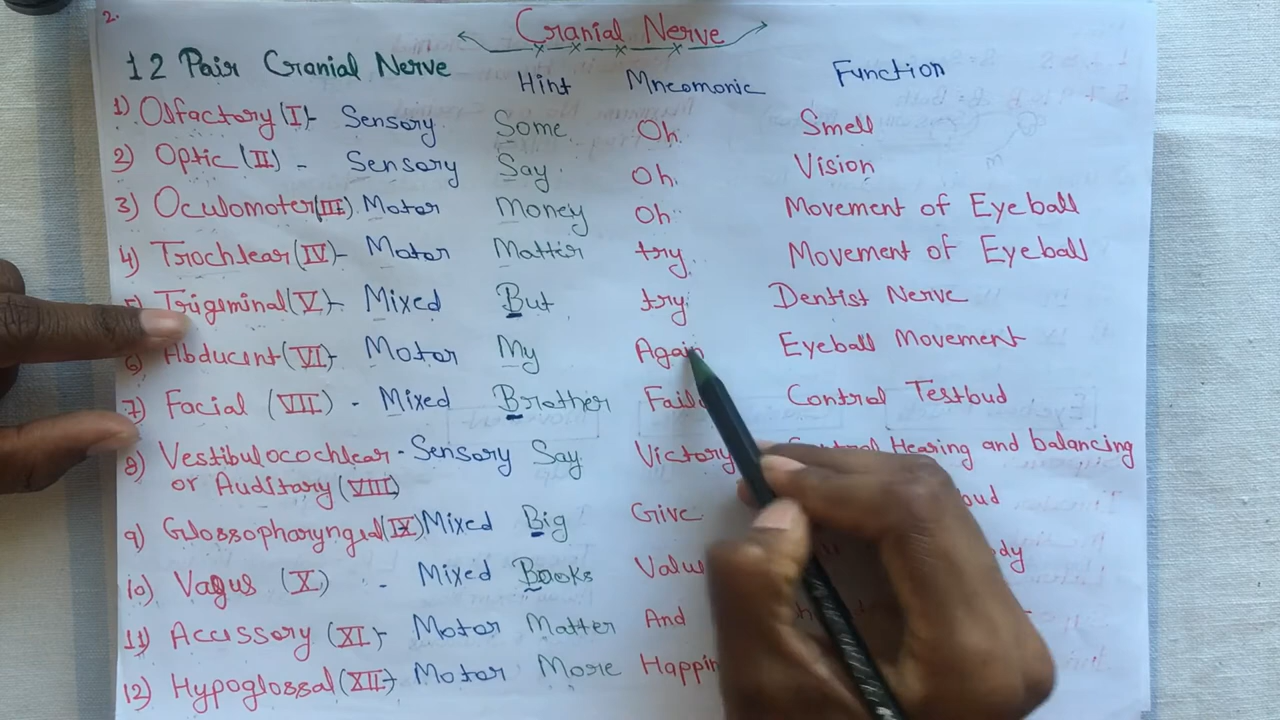 2.
Cranial Nerve
12 Pair Cranial Nerve Hint Mnemonic Function
1) Olfactory (I)- Sensory Some Oh Smell
2) Optic (II) - Sensory Say Oh Vision
3) Oculomoter (III) Motor Money Oh Movement of Eyeball
4) Trochlear (IV)- Motor Matter try Movement of Eyeball
5) Trigeminal (V)- Mixed But try Dentist Nerve
6) Abducent (VI)- Motor My Again Eyeball Movement
7) Facial (VII) - Mixed Brother Control Testbud
8) Vestibulocochlear - Sensory Say Victory Hearing and balancing
or Auditory (VIII)
9) Glossopharyngeal (IX) Mixed Big Give
10) Vagus (X) - Mixed Books
11) Accessory (XI)- Motor Matter And
12) Hypoglossal (XII)- Motor More